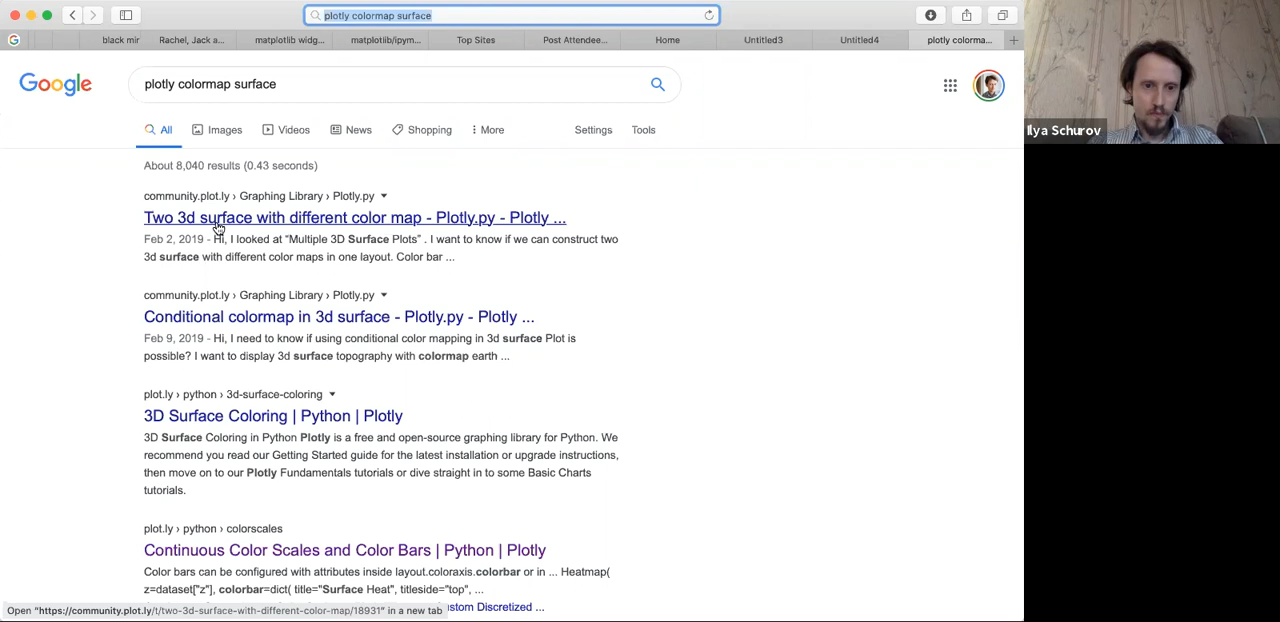 plotly colormap surface
black mir
Rachel, Jack a...
matplotlib widg...
matplotlib/ipym...
Top Sites
Post Attendee...
Home
Untitled3
Untitled4
plotly colorma...
Google
plotly colormap surface
All
Images
Videos
News
Shopping
More
Settings
Tools
About 8,040 results (0.43 seconds)
community.plot.ly › Graphing Library › Plotly.py
Two 3d surface with different color map - Plotly.py - Plotly ...
Feb 2, 2019 - Hi, I looked at “Multiple 3D Surface Plots” . I want to know if we can construct two
3d surface with different color maps in one layout. Color bar ...
community.plot.ly › Graphing Library › Plotly.py
Conditional colormap in 3d surface - Plotly.py - Plotly ...
Feb 9, 2019 - Hi, I need to know if using conditional color mapping in 3d surface Plot is
possible? I want to display 3d surface topography with colormap earth ...
plot.ly › python › 3d-surface-coloring
3D Surface Coloring | Python | Plotly
3D Surface Coloring in Python Plotly is a free and open-source graphing library for Python. We
recommend you read our Getting Started guide for the latest installation or upgrade instructions,
then move on to our Plotly Fundamentals tutorials or dive straight in to some Basic Charts
tutorials.
plot.ly › python › colorscales
Continuous Color Scales and Color Bars | Python | Plotly
Color bars can be configured with attributes inside layout.coloraxis.colorbar or in ... Heatmap(
z=dataset["z"], colorbar=dict( title="Surface Heat", titleside="top", ...
Open “https://community.plot.ly/t/two-3d-surface-with-different-color-map/18931” in a new tab
Discretized ...
Ilya Schurov